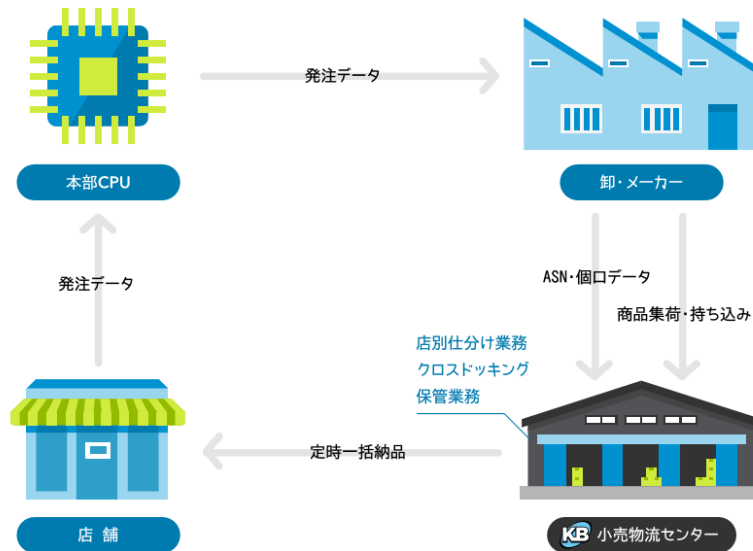 発注データ
本部CPU
卸・メーカー
発注データ
ASN・個口データ
商品集荷・持ち込み
店別仕分け業務
クロスドッキング
保管業務
定時一括納品
店 舗
KB 小売物流センター